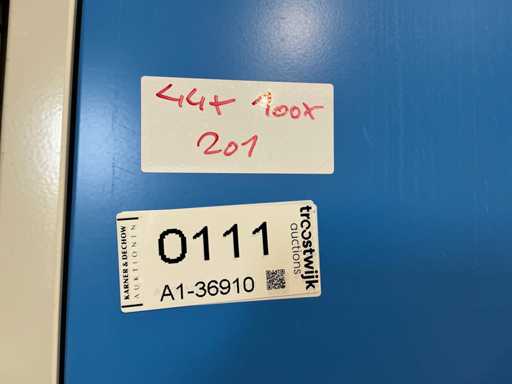 44x 100x
201
KARNER & DECHOW
AUKTIONEN
0111
A1-36910
troostwijk
auctions